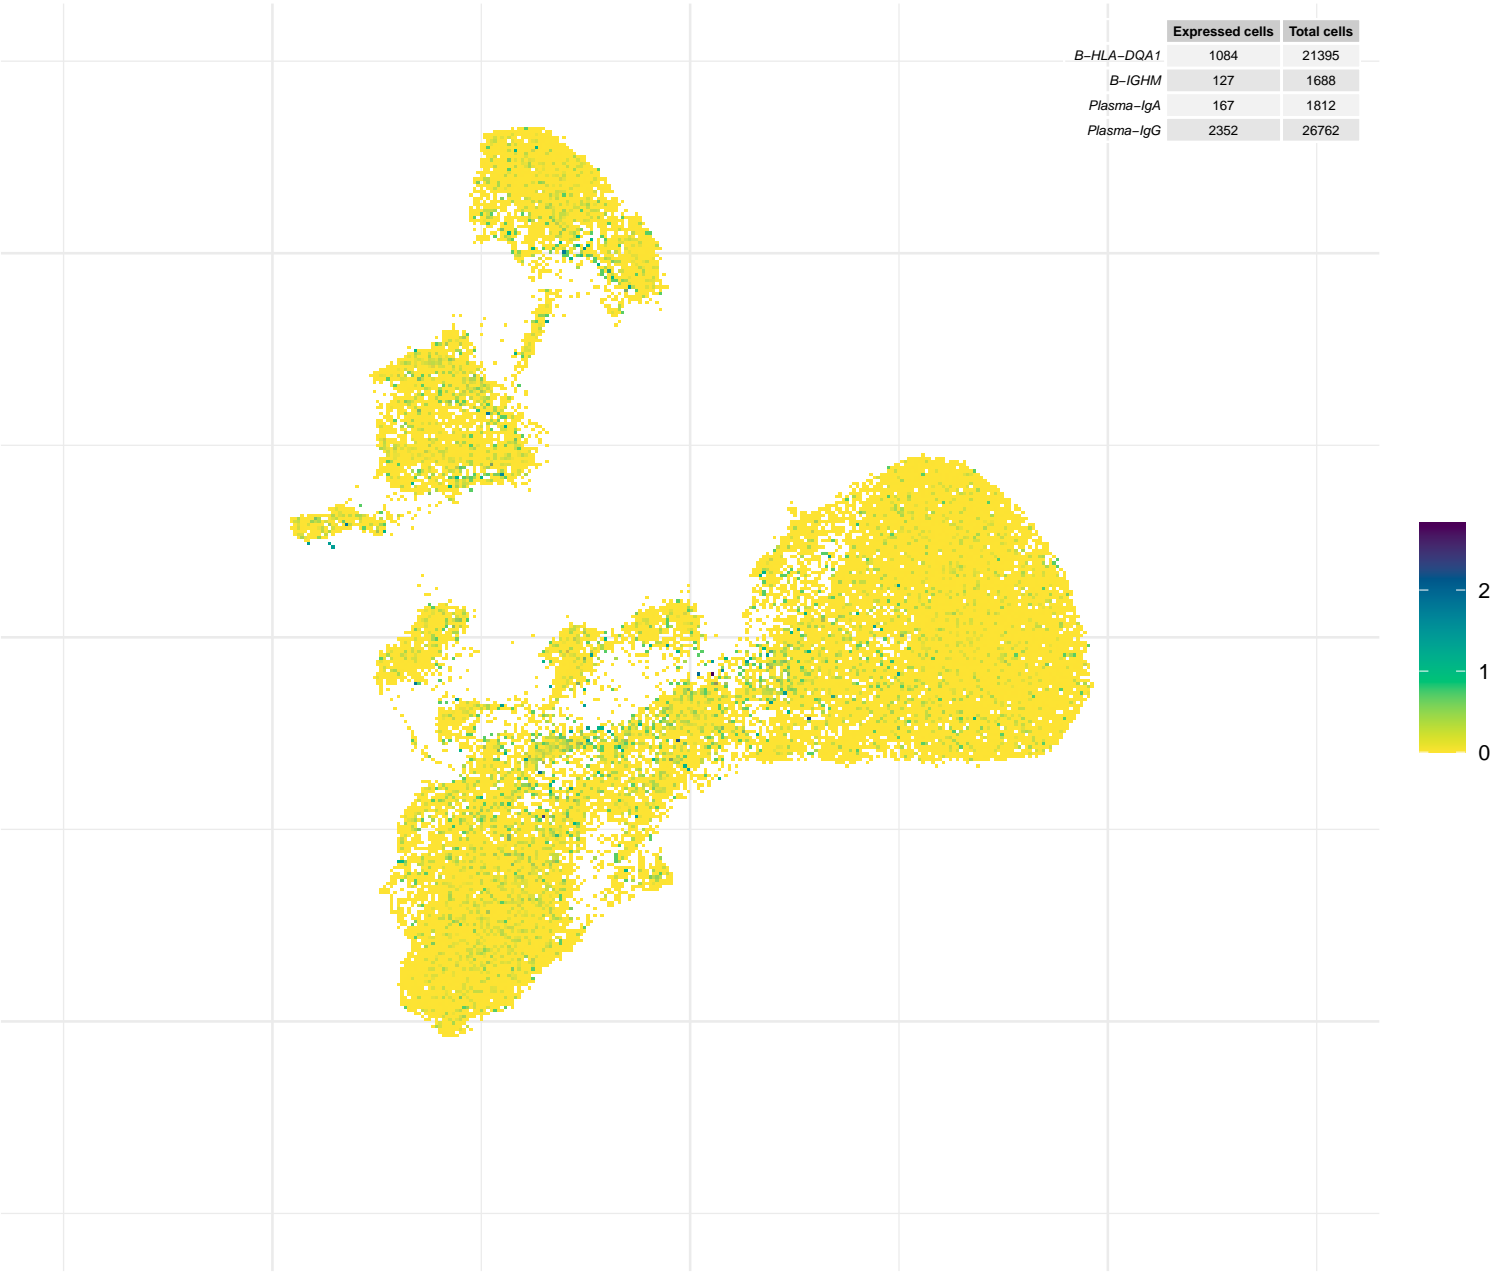 Expressed cells Total cells
B−HLA−DQA1 1084 21395
B−IGHM 127 1688
Plasma−IgA 167 1812
Plasma−IgG 2352 26762
2
1
0